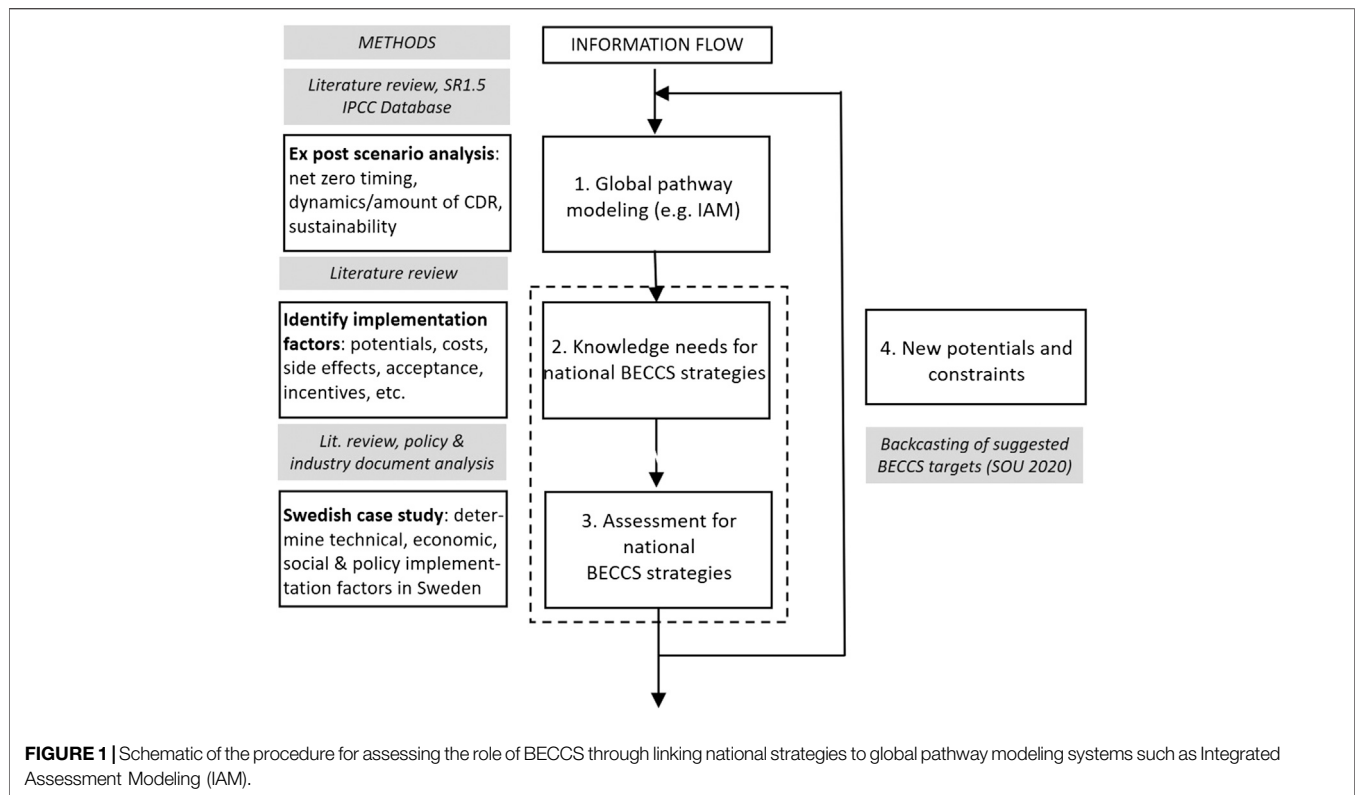 METHODS
Literature review, SR1.5
IPCC Database
Ex post scenario analysis:
net zero timing,
dynamics/amount of CDR,
sustainability
Literature review
Identify implementation
factors: potentials, costs,
side effects, acceptance,
incentives, etc.
Lit. review, policy &
industry document analysis
Swedish case study: deter-
mine technical, economic,
social & policy implemen-
tation factors in Sweden
INFORMATION FLOW
1. Global pathway
modeling (e.g. IAM)
2. Knowledge needs for
national BECCS strategies
3. Assessment for
national
BECCS strategies
4. New potentials and
constraints
Backcasting of suggested
BECCS targets (SOU 2020)
FIGURE 1 | Schematic of the procedure for assessing the role of BECCS through linking national strategies to global pathway modeling systems such as Integrated
Assessment Modeling (IAM).